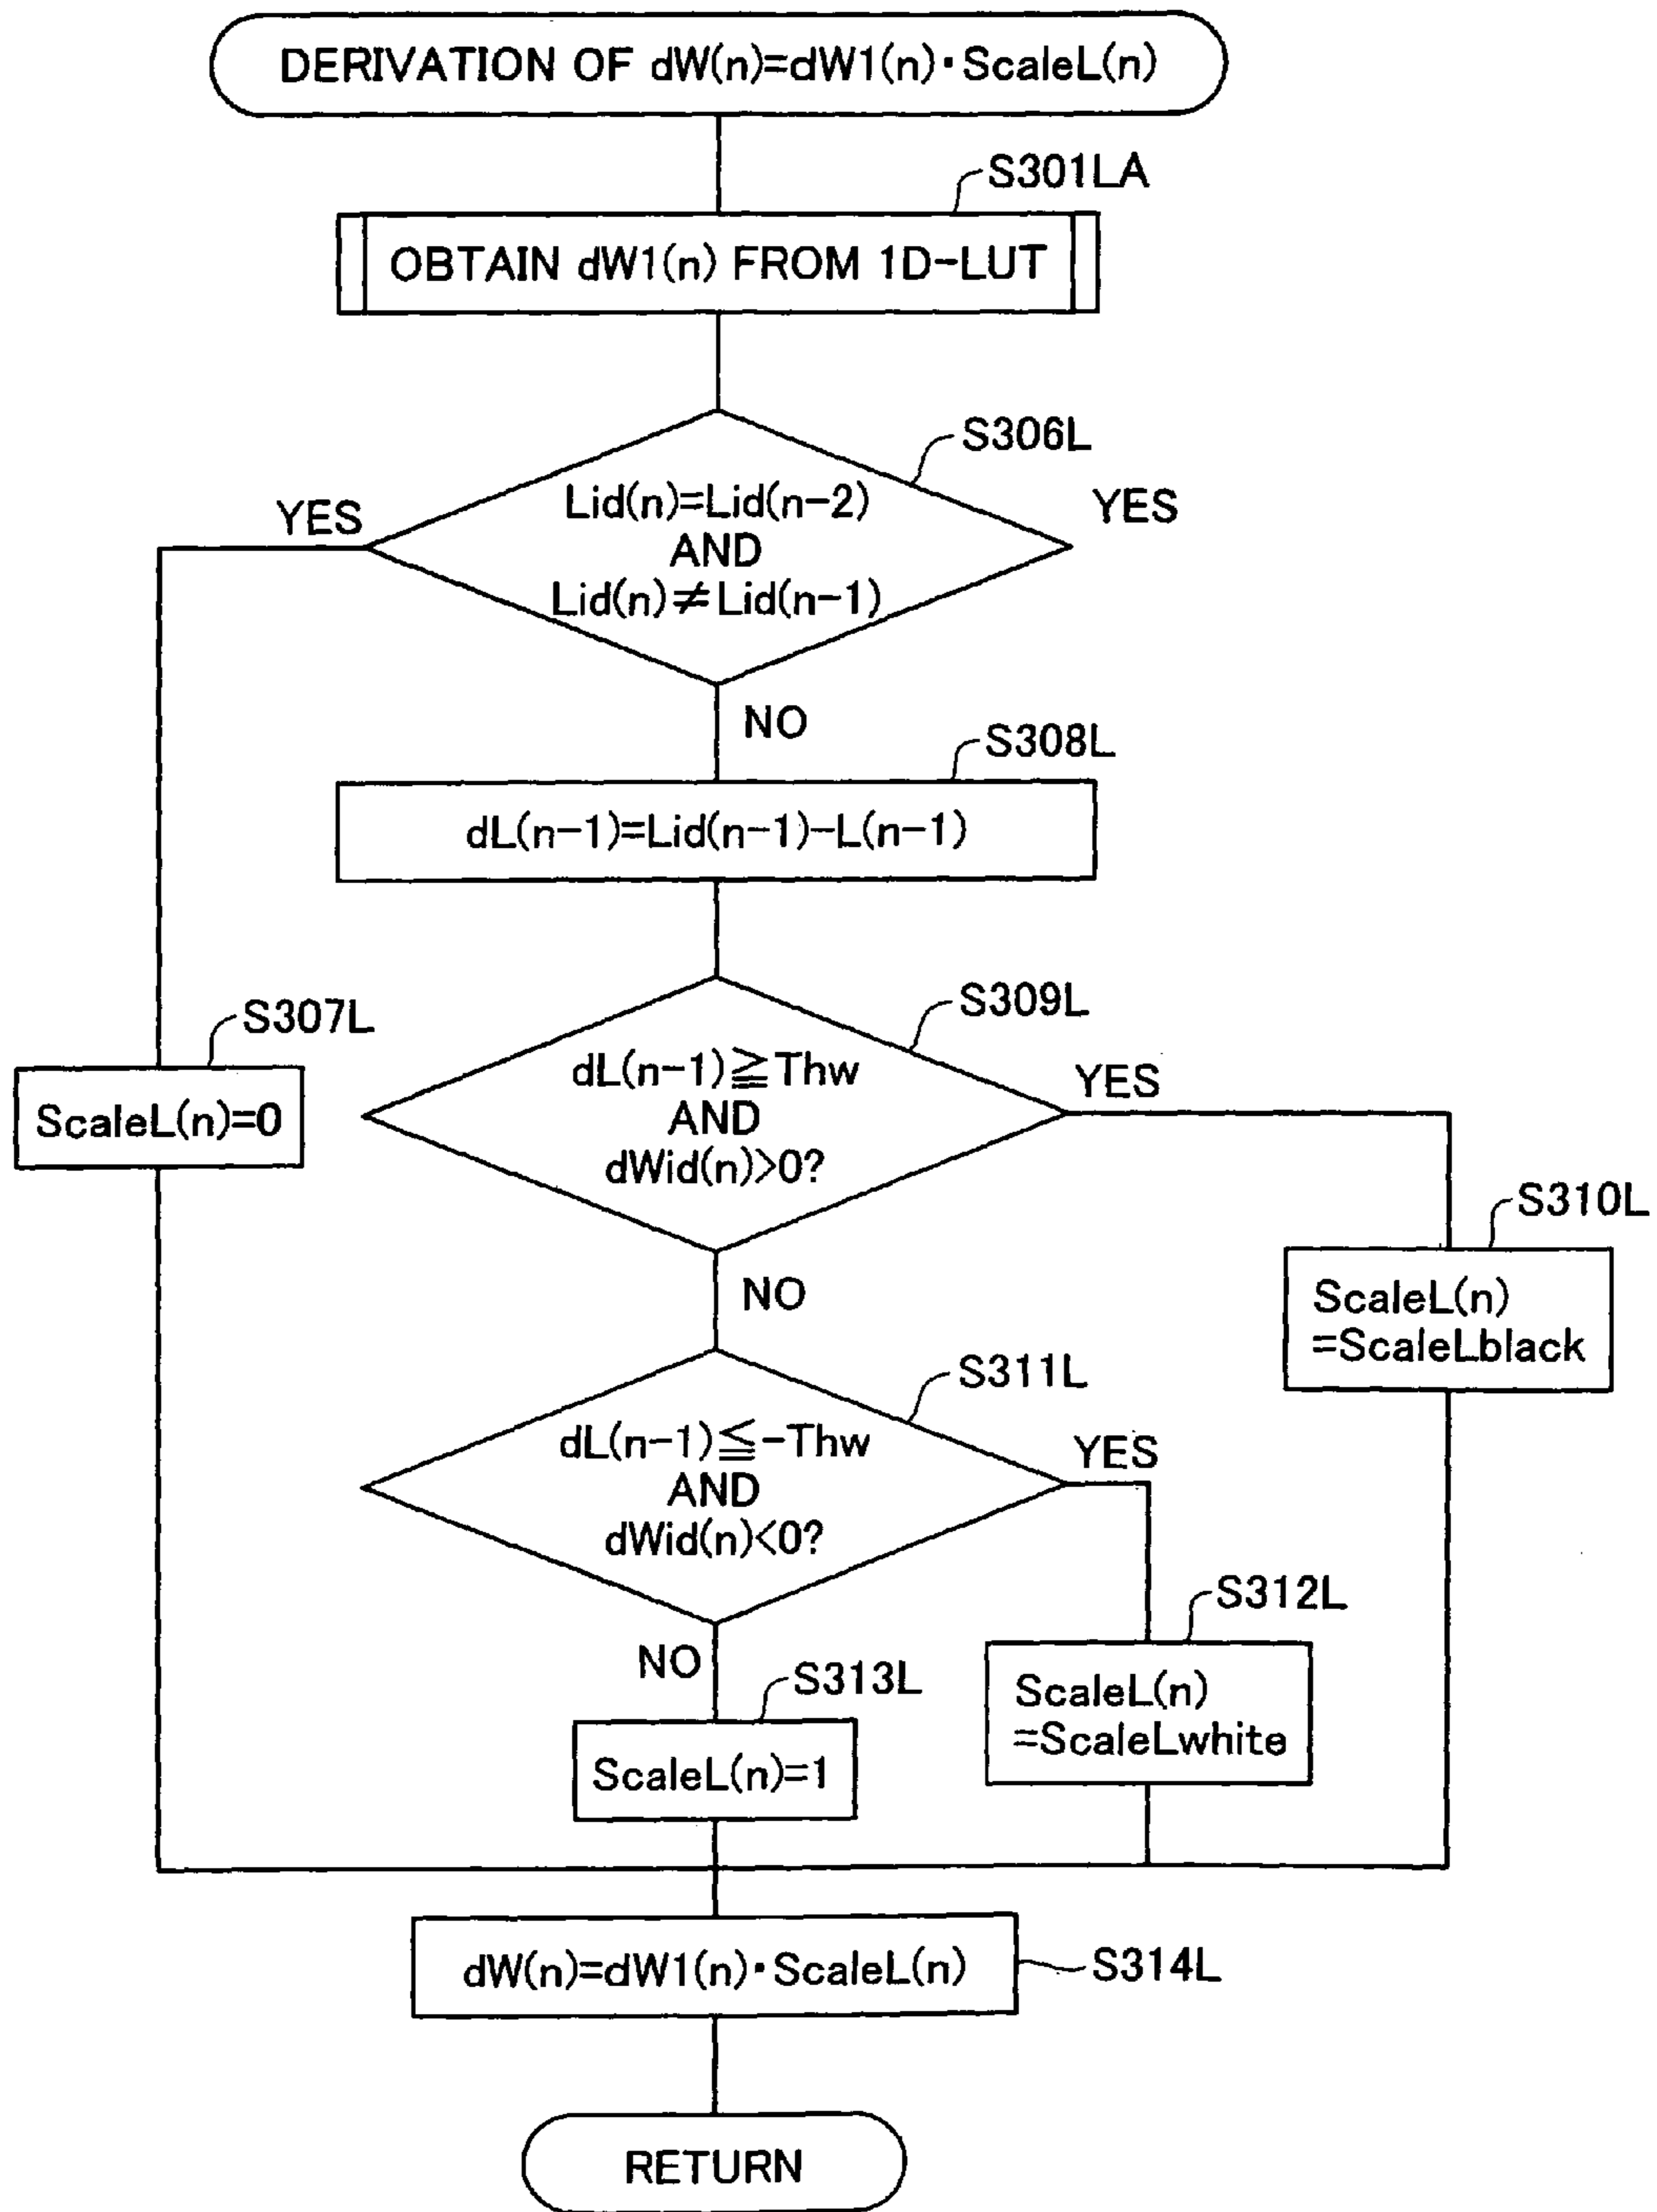 DERIVATION OF dW(n)=dW1(n)·ScaleL(n)
S301LA
OBTAIN dW1(n) FROM 1D-LUT
S306L
YES
Lid(n)=Lid(n-2)
AND
Lid(n)≠Lid(n-1)
YES
NO
S308L
dL(n-1)=Lid(n-1)-L(n-1)
S307L
ScaleL(n)=0
S309L
dL(n-1)≧Thw
AND
dWid(n)>0?
YES
NO
S310L
ScaleL(n)
=ScaleLblack
S311L
dL(n-1)≦-Thw
AND
dWid(n)<0?
YES
NO
S312L
ScaleL(n)
=ScaleLwhite
S313L
ScaleL(n)=1
dW(n)=dW1(n)·ScaleL(n)
S314L
RETURN